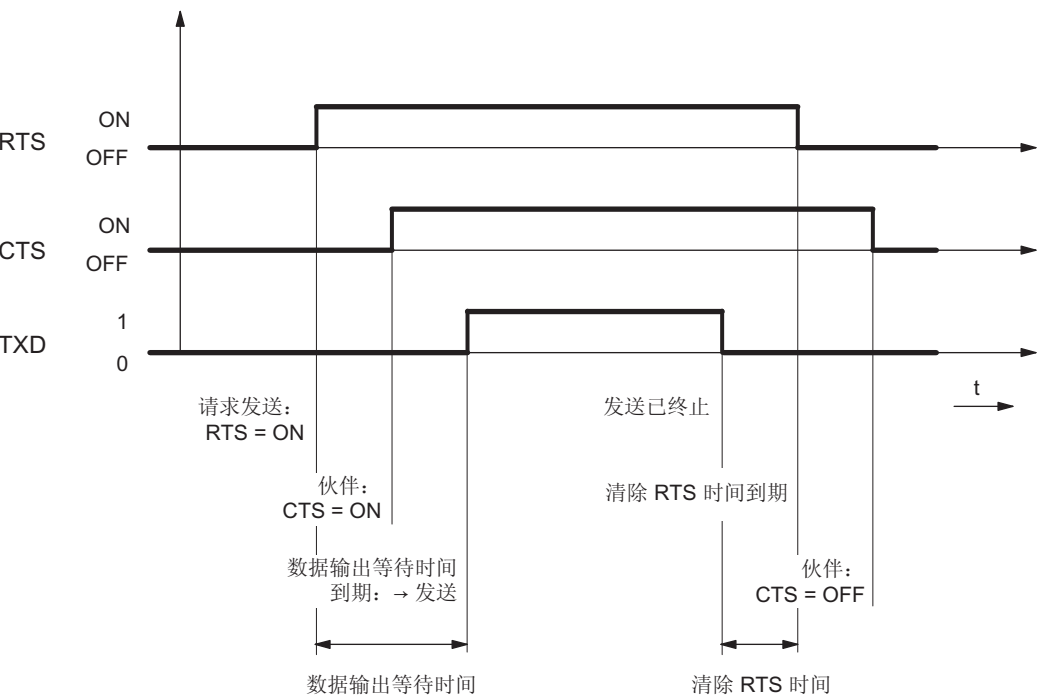 ON
RTS
OFF
ON
CTS
OFF
1
TXD
0
t
请求发送：
RTS = ON
发送已终止
伙伴：
CTS = ON
清除 RTS 时间到期
数据输出等待时间
到期：→ 发送
伙伴：
CTS = OFF
数据输出等待时间
清除 RTS 时间